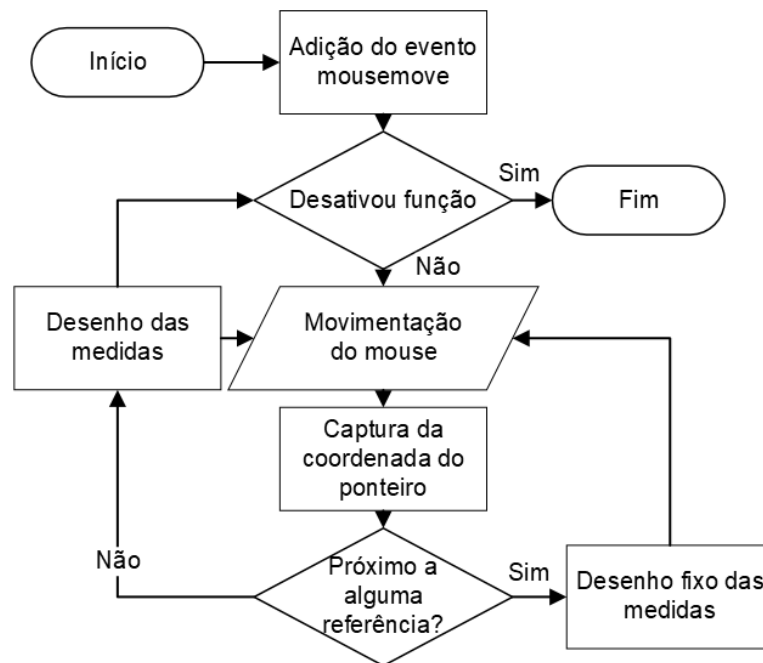 Início
Adição do evento
mousemove
Desativou função
Sim
Fim
Não
Desenho das
medidas
Movimentação
do mouse
Captura da
coordenada do
ponteiro
Não
Próximo a
alguma
referência?
Sim
Desenho fixo das
medidas